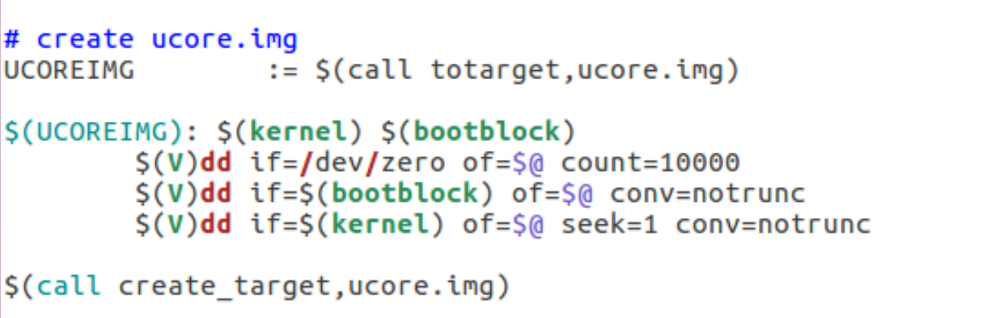 # create ucore.img
UCOREIMG := $(call totarget,ucore.img)
$(UCOREIMG): $(kernel) $(bootblock)
$(V)dd if=/dev/zero of=$@ count=10000
$(V)dd if=$(bootblock) of=$@ conv=notrunc
$(V)dd if=$(kernel) of=$@ seek=1 conv=notrunc
$(call create_target,ucore.img)